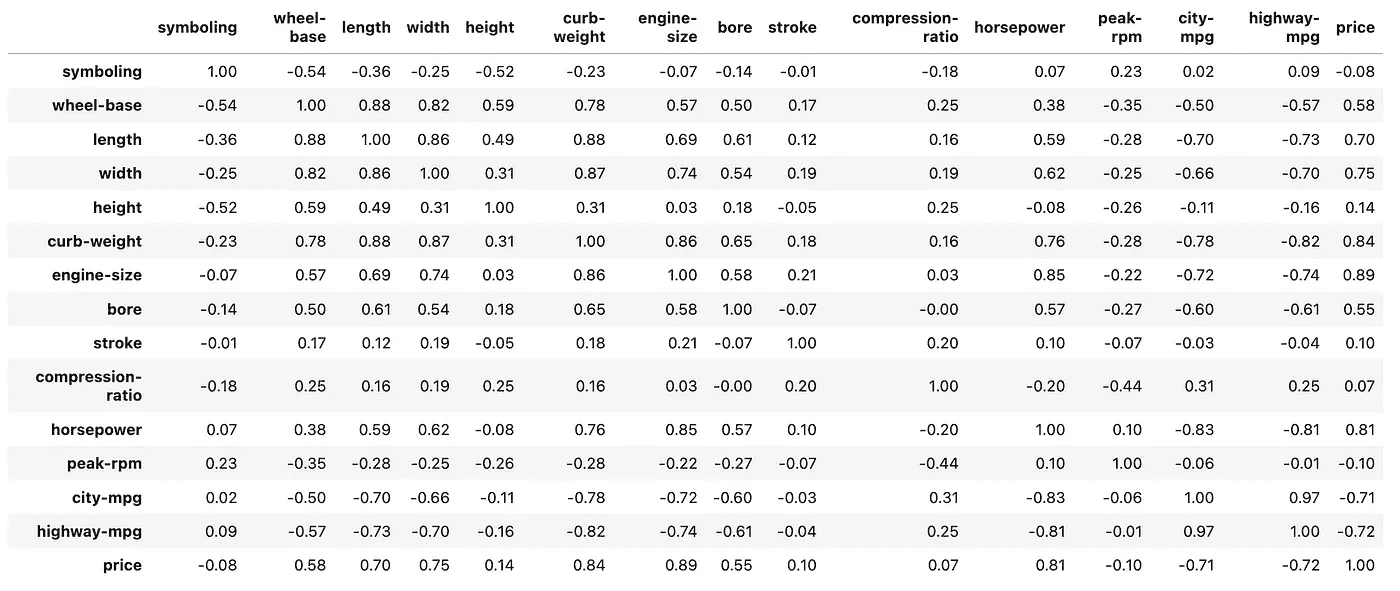 symboling wheel-base length width height curb-weight engine-size bore stroke compression-ratio horsepower peak-rpm city-mpg highway-mpg price
symboling 1.00 -0.54 -0.36 -0.25 -0.52 -0.23 -0.07 -0.14 -0.01 -0.18 0.07 0.23 0.02 0.09 -0.08
wheel-base -0.54 1.00 0.88 0.82 0.59 0.78 0.57 0.50 0.17 0.25 0.38 -0.35 -0.50 -0.57 0.58
length -0.36 0.88 1.00 0.86 0.49 0.88 0.69 0.61 0.12 0.16 0.59 -0.28 -0.70 -0.73 0.70
width -0.25 0.82 0.86 1.00 0.31 0.87 0.74 0.54 0.19 0.19 0.62 -0.25 -0.66 -0.70 0.75
height -0.52 0.59 0.49 0.31 1.00 0.31 0.03 0.18 -0.05 0.25 -0.08 -0.26 -0.11 -0.16 0.14
curb-weight -0.23 0.78 0.88 0.87 0.31 1.00 0.86 0.65 0.18 0.16 0.76 -0.28 -0.78 -0.82 0.84
engine-size -0.07 0.57 0.69 0.74 0.03 0.86 1.00 0.58 0.21 0.03 0.85 -0.22 -0.72 -0.74 0.89
bore -0.14 0.50 0.61 0.54 0.18 0.65 0.58 1.00 -0.07 -0.00 0.57 -0.27 -0.60 -0.61 0.55
stroke -0.01 0.17 0.12 0.19 -0.05 0.18 0.21 -0.07 1.00 0.20 0.10 -0.07 -0.03 -0.04 0.10
compression-ratio -0.18 0.25 0.16 0.19 0.25 0.16 0.03 -0.00 0.20 1.00 -0.20 -0.44 0.31 0.25 0.07
horsepower 0.07 0.38 0.59 0.62 -0.08 0.76 0.85 0.57 0.10 -0.20 1.00 0.10 -0.83 -0.81 0.81
peak-rpm 0.23 -0.35 -0.28 -0.25 -0.26 -0.28 -0.22 -0.27 -0.07 -0.44 0.10 1.00 -0.06 -0.01 -0.10
city-mpg 0.02 -0.50 -0.70 -0.66 -0.11 -0.78 -0.72 -0.60 -0.03 0.31 -0.83 -0.06 1.00 0.97 -0.71
highway-mpg 0.09 -0.57 -0.73 -0.70 -0.16 -0.82 -0.74 -0.61 -0.04 0.25 -0.81 -0.01 0.97 1.00 -0.72
price -0.08 0.58 0.70 0.75 0.14 0.84 0.89 0.55 0.10 0.07 0.81 -0.10 -0.71 -0.72 1.00